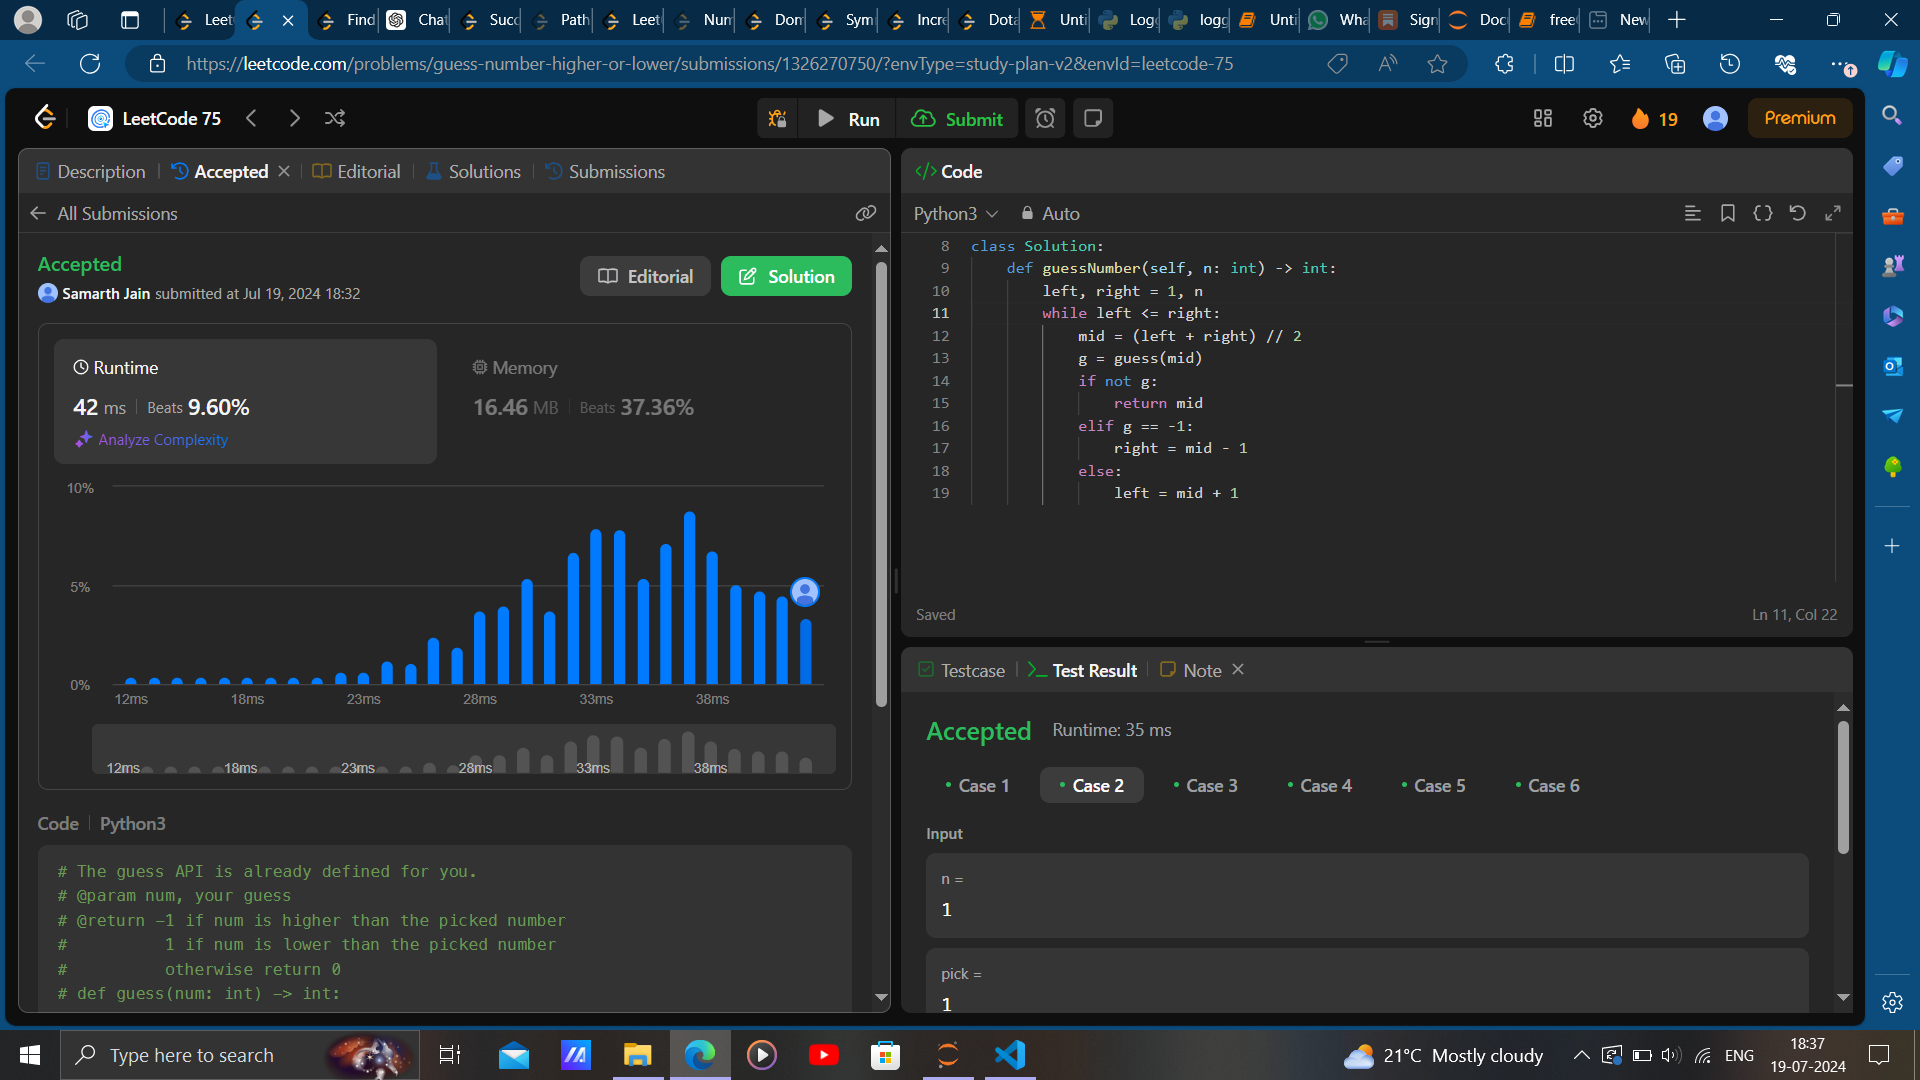 Leet
Find
Chat
Succ
Path
Leet
Num
Dom
Sym
Incre
Dota
Unti
Logg
logg
Unti
Wha
Sign
Doc
free
New
https://leetcode.com/problems/guess-number-higher-or-lower/submissions/1326270750/?envType=study-plan-v2&envId=leetcode-75
LeetCode 75
Run
Submit
19
Premium
Description
Accepted
Editorial
Solutions
Submissions
All Submissions
Accepted
Samarth Jain submitted at Jul 19, 2024 18:32
Editorial
Solution
Runtime
42 ms | Beats 9.60%
Analyze Complexity
Memory
16.46 MB | Beats 37.36%
10%
5%
0%
12ms 18ms 23ms 28ms 33ms 38ms
12ms 18ms 23ms 28ms 33ms 38ms
Code | Python3
# The guess API is already defined for you.
# @param num, your guess
# @return -1 if num is higher than the picked number
#          1 if num is lower than the picked number
#          otherwise return 0
# def guess(num: int) -> int:
</> Code
Python3
Auto
8 class Solution:
9     def guessNumber(self, n: int) -> int:
10         left, right = 1, n
11         while left <= right:
12             mid = (left + right) // 2
13             g = guess(mid)
14             if not g:
15                 return mid
16             elif g == -1:
17                 right = mid - 1
18             else:
19                 left = mid + 1
Saved
Ln 11, Col 22
Testcase
Test Result
Note
Accepted Runtime: 35 ms
• Case 1 • Case 2 • Case 3 • Case 4 • Case 5 • Case 6
Input
n =
1
pick =
1
Type here to search
21°C Mostly cloudy
ENG
18:37
19-07-2024